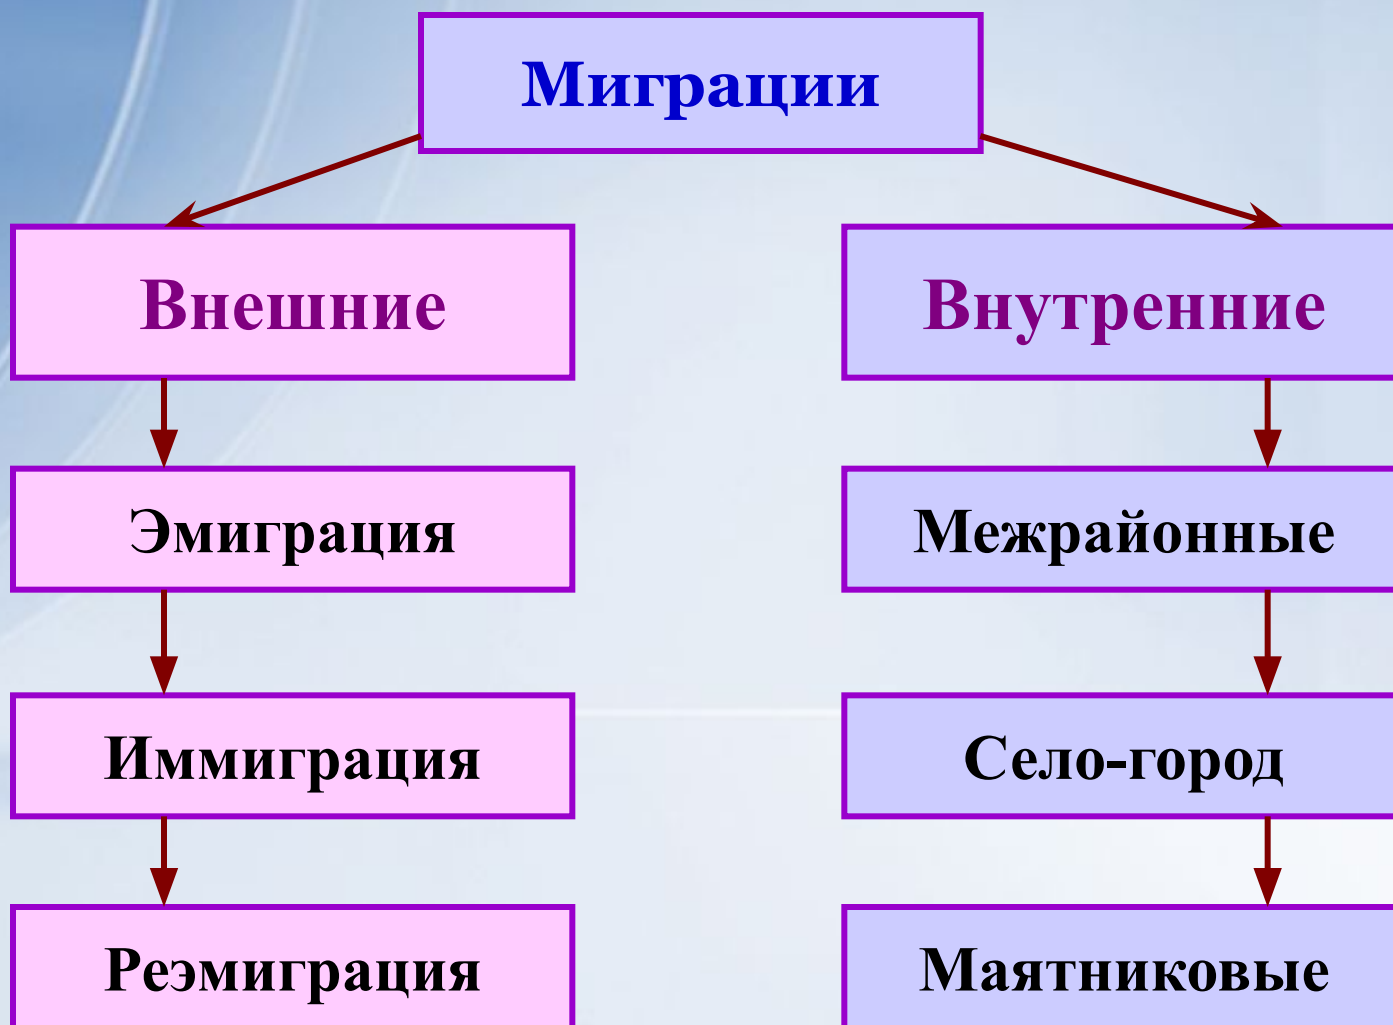 Миграции
Внешние
Внутренние
Эмиграция
Межрайонные
Иммиграция
Село-город
Реэмиграция
Маятниковые